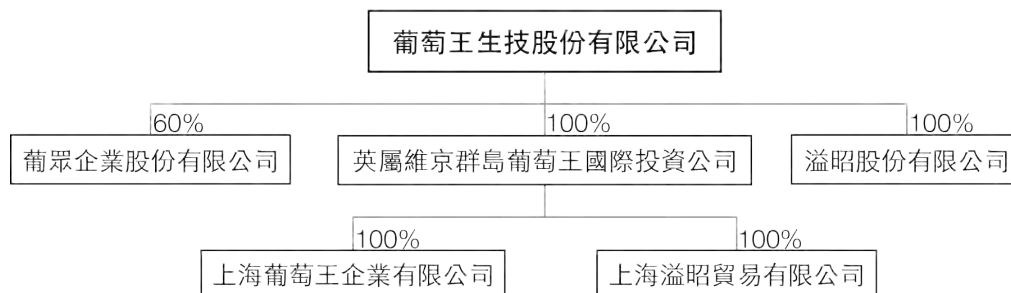 葡萄王生技股份有限公司
60%
100%
100%
葡眾企業股份有限公司
英屬維京群島葡萄王國際投資公司
溢昭股份有限公司
100%
100%
上海葡萄王企業有限公司
上海溢昭貿易有限公司